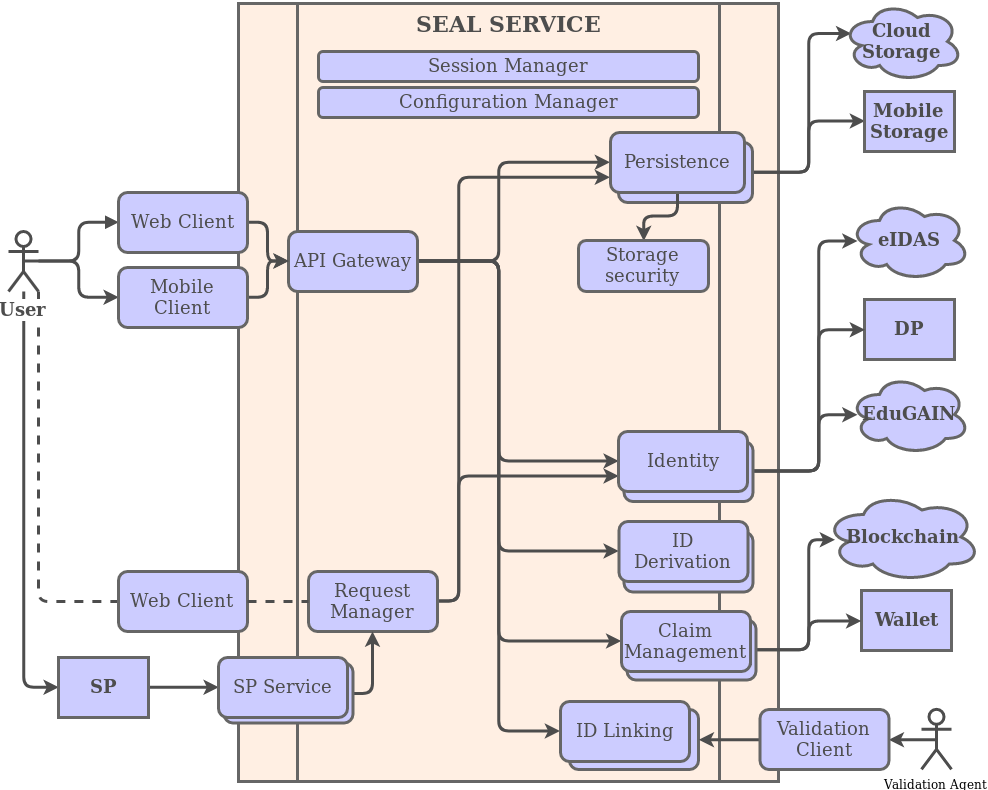 SEAL SERVICE
Session Manager
Configuration Manager
Cloud
Storage
Mobile
Storage
Persistence
Web Client
API Gateway
Mobile
Client
User
Storage
security
eIDAS
DP
EduGAIN
Identity
ID
Derivation
Blockchain
Web Client
Request
Manager
Claim
Management
Wallet
SP
SP Service
ID Linking
Validation
Client
Validation Agent